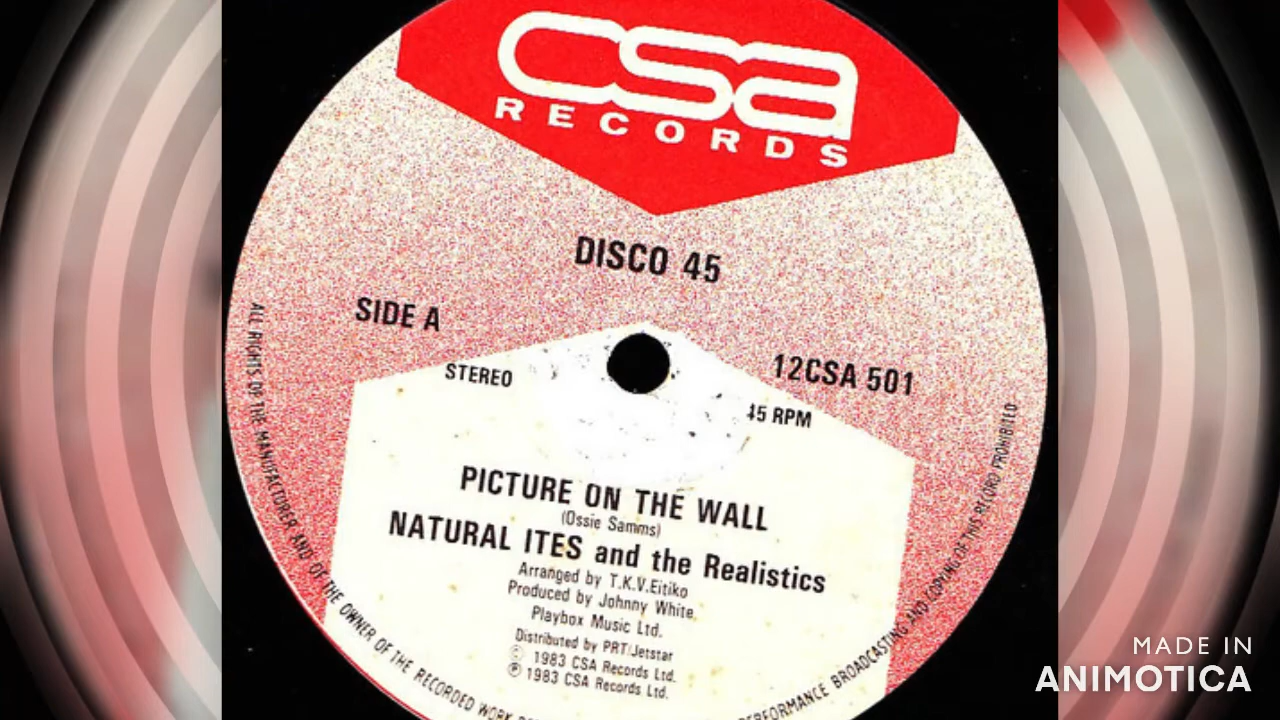 csa
RECORDS
DISCO 45
SIDE A
12CSA 501
STEREO
45 RPM
PICTURE ON THE WALL
(Ossie Samms)
NATURAL ITES and the Realistics
Arranged by T.K.V.Eitiko
Produced by Johnny White
Playbox Music Ltd.
Distributed by PRT/Jetstar
© 1983 CSA Records Ltd.
℗ 1983 CSA Records Ltd.
ALL RIGHTS OF THE MANUFACTURER AND OF THE OWNER OF THE RECORDED WORK
PERFORMANCE BROADCASTING AND COPYING OF THIS RECORD PROHIBITED
MADE IN
ANIMOTICA